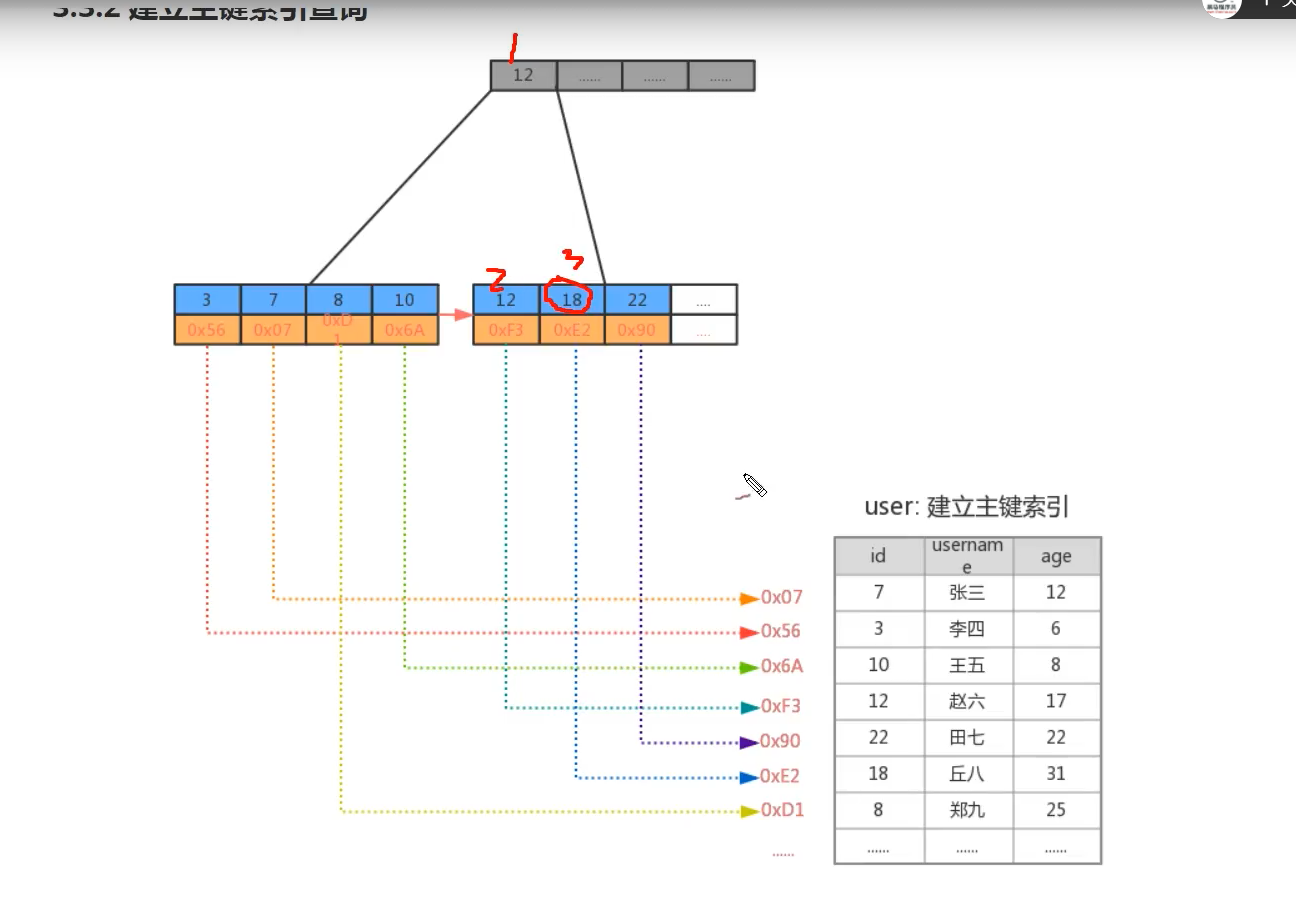 3.3.2 建立主键索引查询
1
12 ...... ...... ......
2 3
3 7 8 10 12 18 22 ....
0x56 0x07 0xD1 0x6A 0xF3 0xE2 0x90 ....
user: 建立主键索引
id username age
0x07 7 张三 12
0x56 3 李四 6
0x6A 10 王五 8
0xF3 12 赵六 17
0x90 22 田七 22
0xE2 18 丘八 31
0xD1 8 郑九 25
...... ...... ...... ......